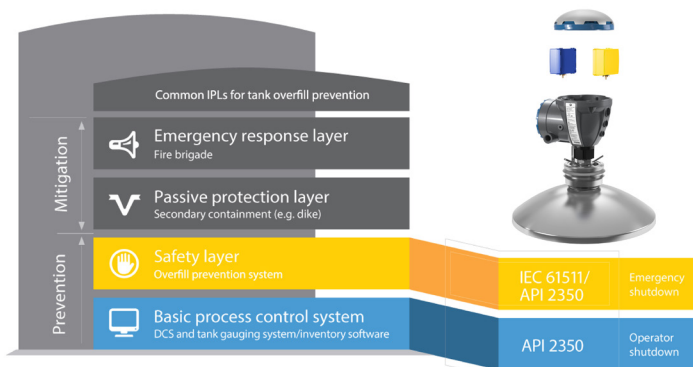 Common IPLs for tank overfill prevention
Mitigation
Emergency response layer
Fire brigade
Passive protection layer
Secondary containment (e.g. dike)
Prevention
Safety layer
Overfill prevention system
IEC 61511/
API 2350
Emergency
shutdown
Basic process control system
DCS and tank gauging system/inventory software
API 2350
Operator
shutdown